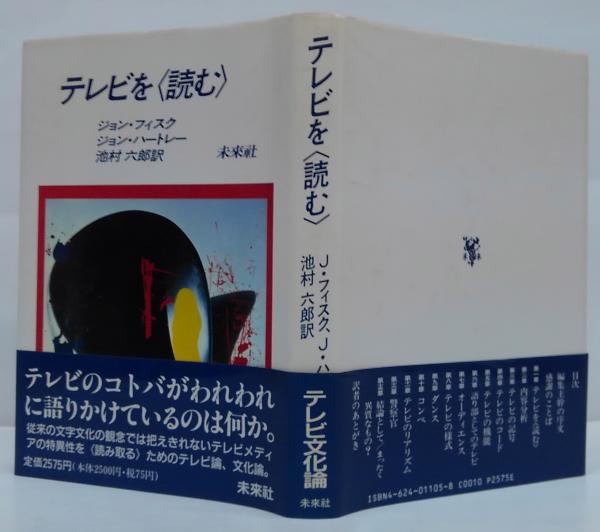 テレビを〈読む〉
ジョン・フィスク
ジョン・ハートレー
池村六郎訳
未來社
テレビのコトバがわれわれ
に語りかけているのは何か。
従来の文字文化の観念では把えきれないテレビメディ
アの特異性を〈読み取る〉ためのテレビ論、文化論。
定価2575円(本体2500円・税75円)
未來社
テレビを〈読む〉
J・フィスク、J・ハ
池村六郎訳
テレビ文化論
未來社
目次
編集主幹の序文
感謝のことば
第一章 テレビを読む
第二章 内容分析
第三章 テレビの記号
第四章 テレビのコード
第五章 テレビの機能
第六章 語り部としてのテレビ
第七章 オーディエンス
第八章 テレビの様式
第九章 ダンス
第十章 コンペ
第十一章 テレビのリアリズム
第十二章 警察官
第十三章 結論として、まったく
異質なもの?
訳者のあとがき
ISBN4-624-01105-8 C0010 P2575E